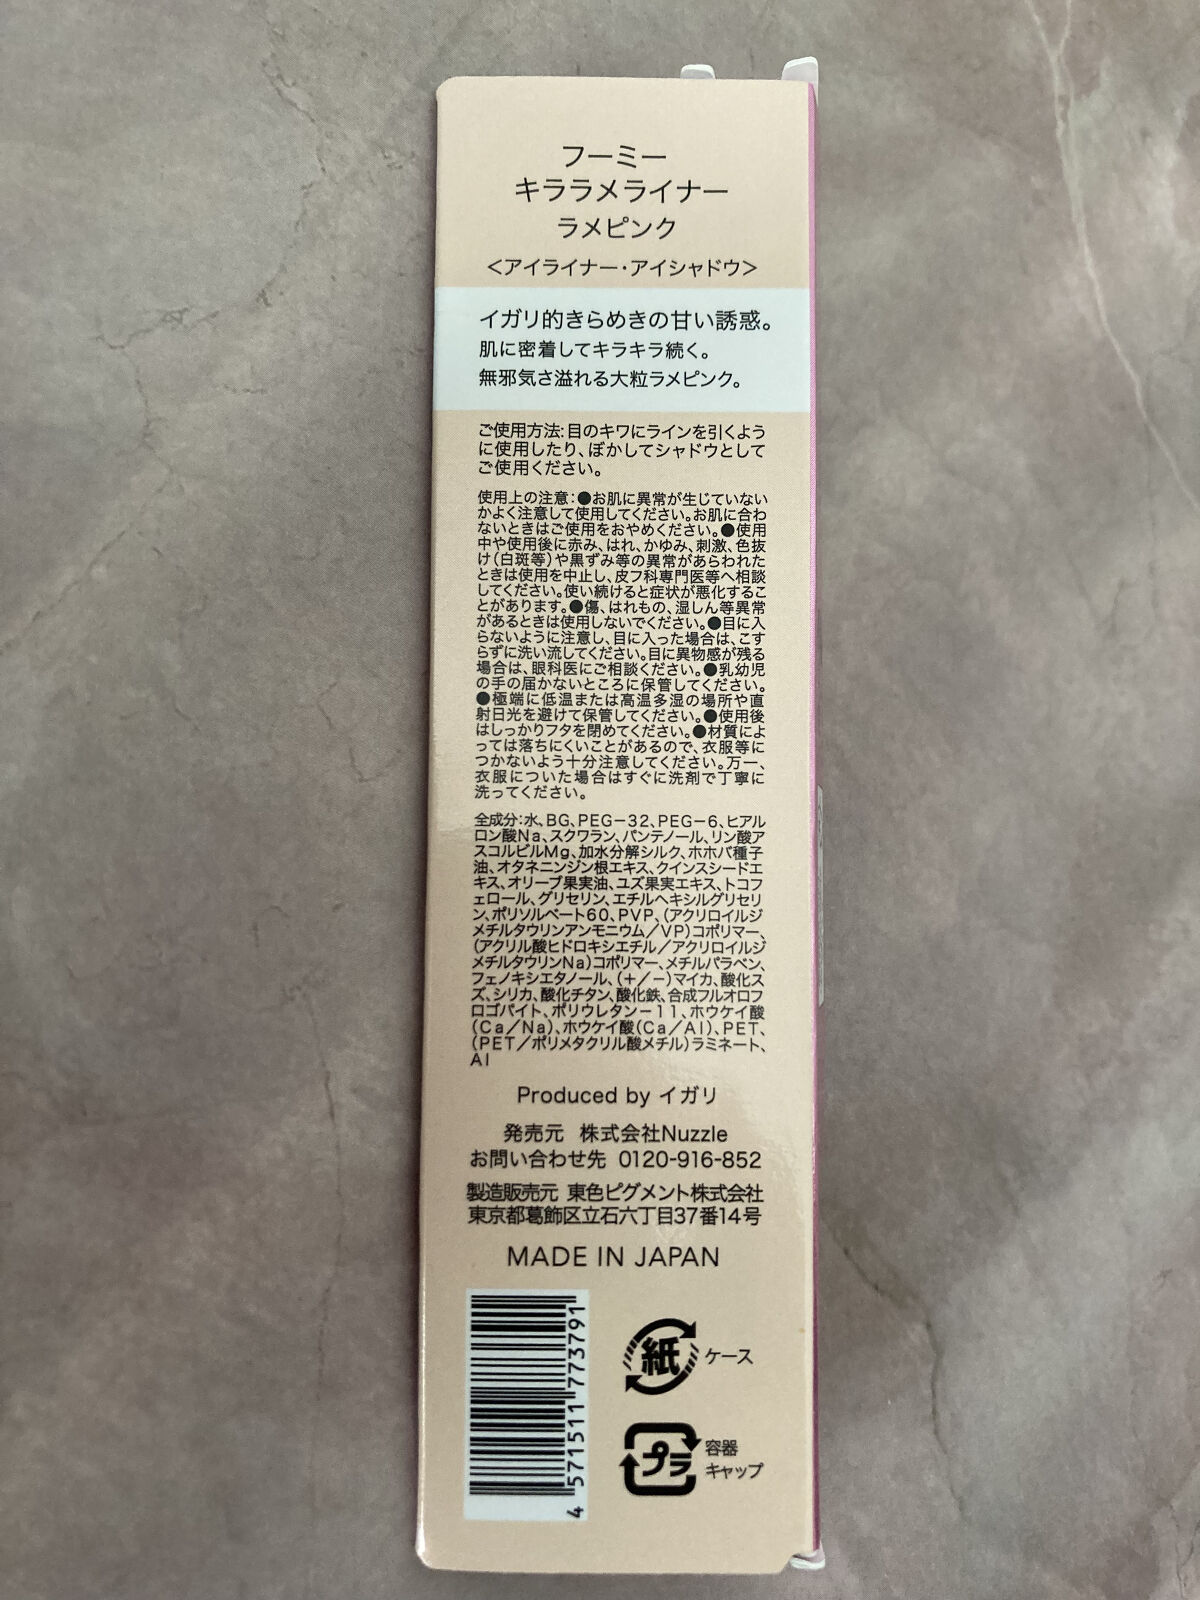 フーミー
キララメライナー
ラメピンク
＜アイライナー・アイシャドウ＞
イガリ的きらめきの甘い誘惑。
肌に密着してキラキラ続く。
無邪気さ溢れる大粒ラメピンク。
ご使用方法:目のキワにラインを引くよう
に使用したり、ぼかしてシャドウとして
ご使用ください。
使用上の注意:●お肌に異常が生じていない
かよく注意して使用してください。お肌に合わ
ないときはご使用をおやめください。●使用
中や使用後に赤み、はれ、かゆみ、刺激、色抜
け(白斑等)や黒ずみ等の異常があらわれた
ときは使用を中止し、皮フ科専門医等へ相談
してください。使い続けると症状が悪化するこ
とがあります。●傷、はれもの、湿しん等異常
があるときは使用しないでください。●目に入
らないように注意し、目に入った場合は、こす
らずに洗い流してください。目に異物感が残る
場合は、眼科医にご相談ください。●乳幼児
の手の届かないところに保管してください。
●極端に低温または高温多湿の場所や直
射日光を避けて保管してください。●使用後
はしっかりフタを閉めてください。●材質によ
っては落ちにくいことがあるので、衣服等に
つかないよう十分注意してください。万一、
衣服についた場合はすぐに洗剤で丁寧に
洗ってください。
全成分:水、BG、PEG－32、PEG－6、ヒアル
ロン酸Na、スクワラン、パンテノール、リン酸ア
スコルビルMg、加水分解シルク、ホホバ種子
油、オタネニンジン根エキス、クインスシードエ
キス、オリーブ果実油、ユズ果実エキス、トコフ
ェロール、グリセリン、エチルヘキシルグリセリ
ン、ポリソルベート60、PVP、(アクリロイルジ
メチルタウリンアンモニウム／VP)コポリマー、
(アクリル酸ヒドロキシエチル／アクリロイルジ
メチルタウリンNa)コポリマー、メチルパラベン、
フェノキシエタノール、(＋／－)マイカ、酸化ス
ズ、シリカ、酸化チタン、酸化鉄、合成フルオロフ
ロゴパイト、ポリウレタン－11、ホウケイ酸
(Ca／Na)、ホウケイ酸(Ca／Al)、PET、
(PET／ポリメタクリル酸メチル)ラミネート、
Al
Produced by イガリ
発売元 株式会社Nuzzle
お問い合わせ先 0120-916-852
製造販売元 東色ピグメント株式会社
東京都葛飾区立石六丁目37番14号
MADE IN JAPAN
4 571511 773791
紙 ケース
プラ 容器
キャップ